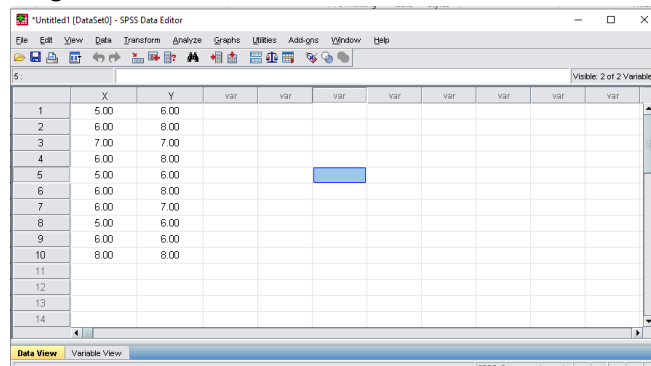 *Untitled1 [DataSet0] - SPSS Data Editor
File Edit View Data Transform Analyze Graphs Utilities Add-ons Window Help
5 : Visible: 2 of 2 Variable
X Y var var var var var var var
1 5.00 6.00
2 6.00 8.00
3 7.00 7.00
4 6.00 8.00
5 5.00 6.00
6 6.00 8.00
7 6.00 7.00
8 5.00 6.00
9 6.00 6.00
10 8.00 8.00
11
12
13
14
Data View Variable View